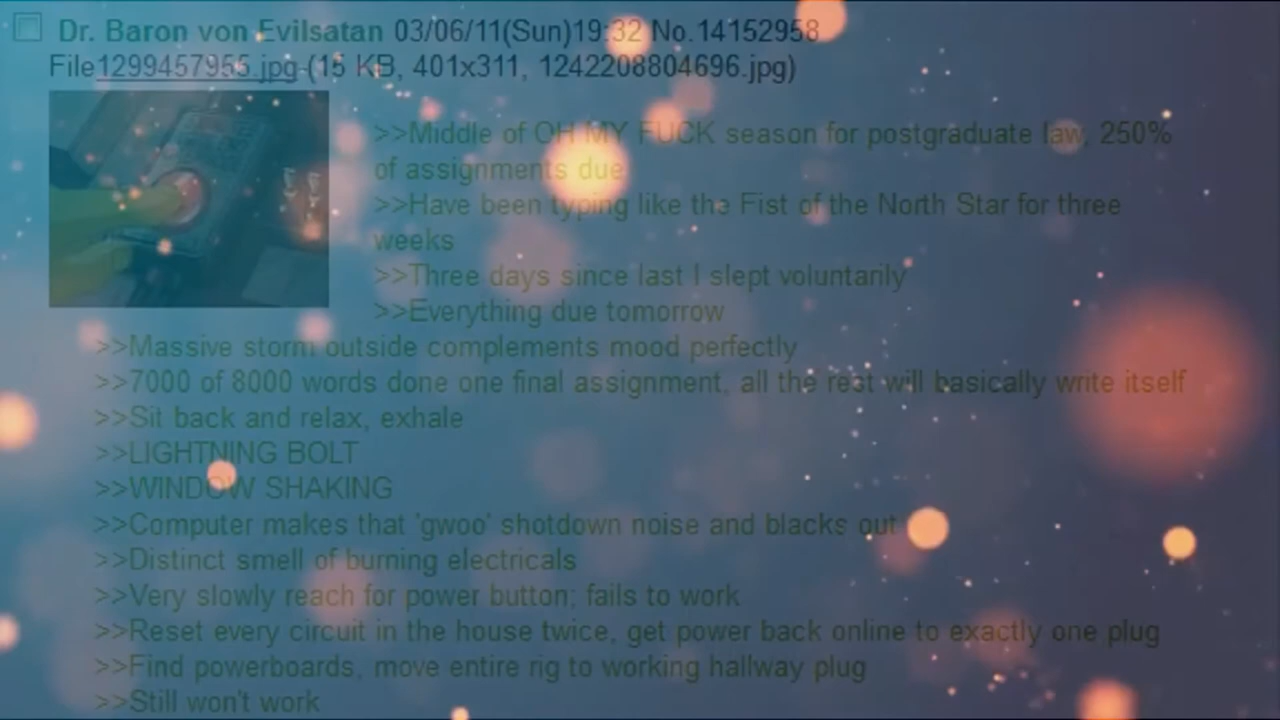 Dr. Baron von Evilsatan 03/06/11(Sun)19:32 No.14152958
File1299457955.jpg-(15 KB, 401x311, 1242208804696.jpg)
>>Middle of OH MY FUCK season for postgraduate law, 250%
of assignments due
>>Have been typing like the Fist of the North Star for three
weeks
>>Three days since last I slept voluntarily
>>Everything due tomorrow
>>Massive storm outside complements mood perfectly
>>7000 of 8000 words done one final assignment, all the rest will basically write itself
>>Sit back and relax, exhale
>>LIGHTNING BOLT
>>WINDOW SHAKING
>>Computer makes that 'gwoo' shotdown noise and blacks out
>>Distinct smell of burning electricals
>>Very slowly reach for power button; fails to work
>>Reset every circuit in the house twice, get power back online to exactly one plug
>>Find powerboards, move entire rig to working hallway plug
>>Still won't work